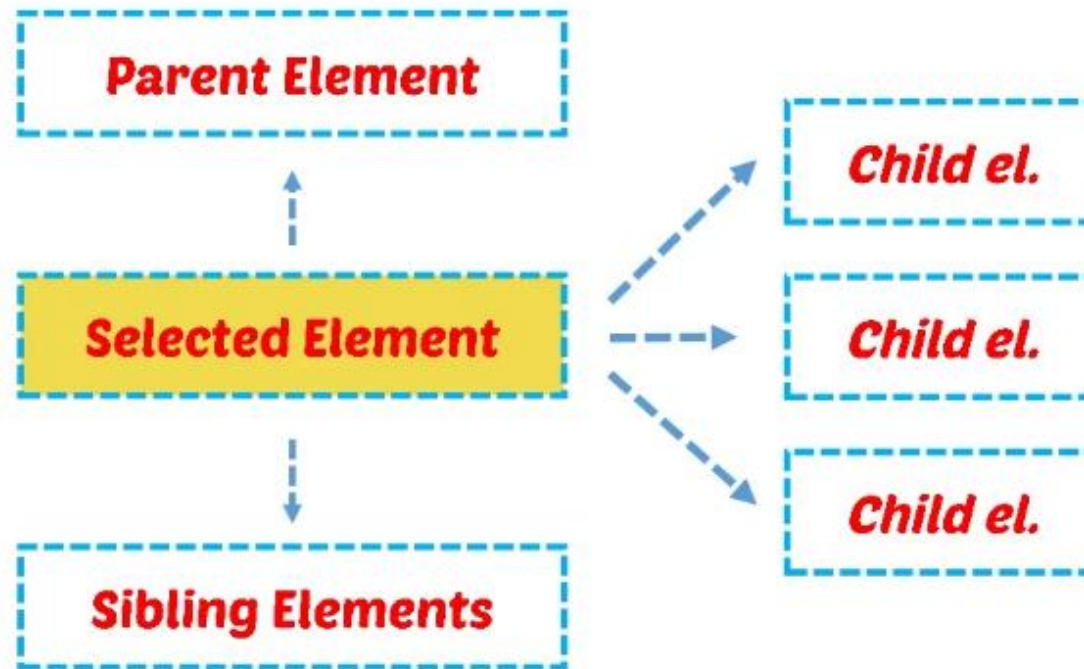 Parent Element
Child el.
Selected Element
Child el.
Child el.
Sibling Elements